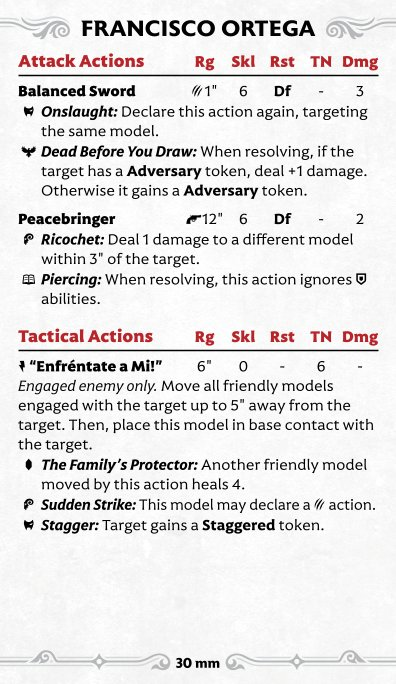 FRANCISCO ORTEGA
Attack Actions Rg Skl Rst TN Dmg
Balanced Sword 1" 6 Df - 3
Onslaught: Declare this action again, targeting
the same model.
Dead Before You Draw: When resolving, if the
target has a Adversary token, deal +1 damage.
Otherwise it gains a Adversary token.
Peacebringer 12" 6 Df - 2
Ricochet: Deal 1 damage to a different model
within 3" of the target.
Piercing: When resolving, this action ignores
abilities.
Tactical Actions Rg Skl Rst TN Dmg
“Enfréntate a Mi!” 6" 0 - 6 -
Engaged enemy only. Move all friendly models
engaged with the target up to 5" away from the
target. Then, place this model in base contact with
the target.
The Family’s Protector: Another friendly model
moved by this action heals 4.
Sudden Strike: This model may declare a action.
Stagger: Target gains a Staggered token.
30 mm